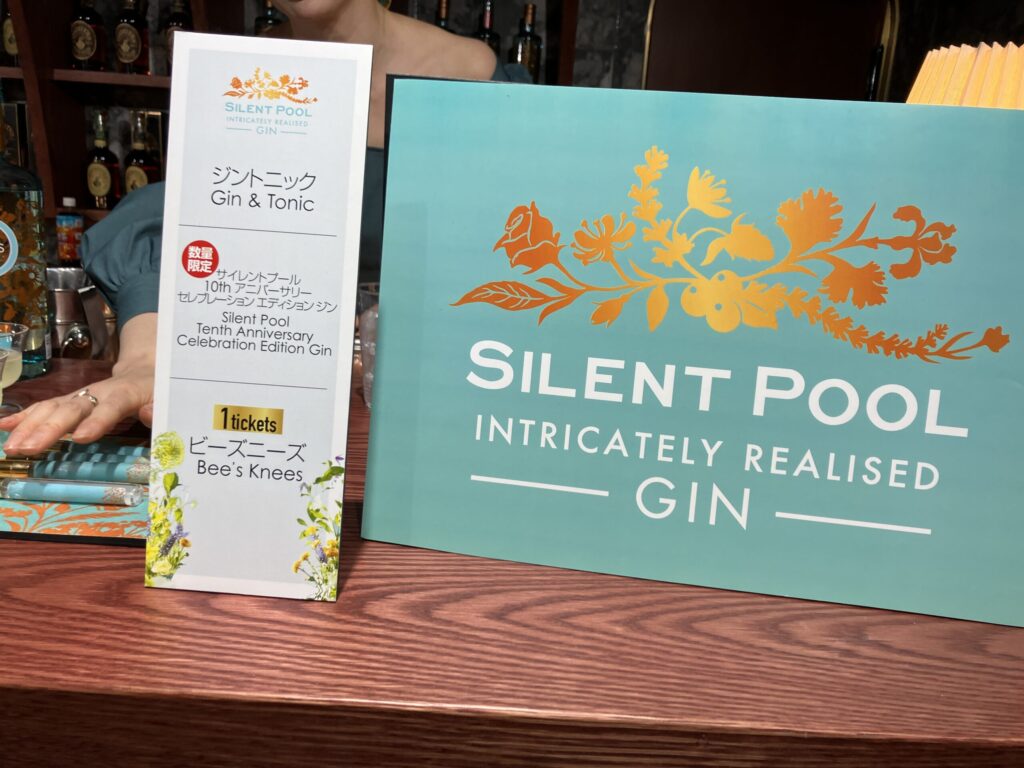 SILENT POOL
INTRICATELY REALISED
GIN
ジントニック
Gin & Tonic
数量
限定
サイレントプール
10th アニバーサリー
セレブレーション エディション ジン
Silent Pool
Tenth Anniversary
Celebration Edition Gin
1 tickets
ビーズニーズ
Bee's Knees
SILENT POOL
INTRICATELY REALISED
GIN